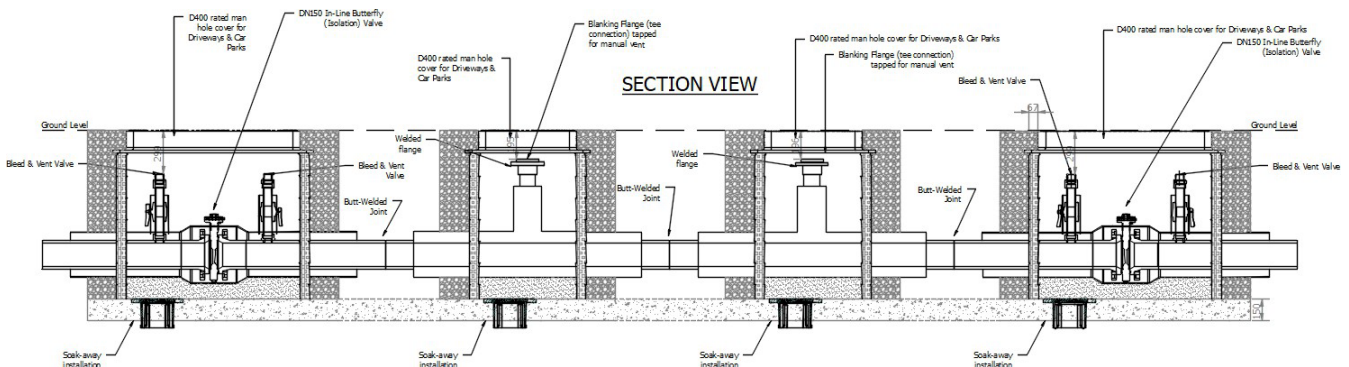 D400 rated man
hole cover for
Driveways & Car
Parks
DN150 In-Line Butterfly
(Isolation) Valve
Blanking Flange (tee
connection) tapped
for manual vent
D400 rated man hole
cover for Driveways &
Car Parks
D400 rated man hole cover for Driveways & Car Parks
Blanking Flange (tee connection)
tapped for manual vent
D400 rated man hole cover for Driveways & Car Parks
DN150 In-Line Butterfly
(Isolation) Valve
SECTION VIEW
Bleed & Vent Valve
67
Ground Level
Ground Level
299
Welded
flange
Welded
flange
299
Bleed & Vent Valve
Bleed & Vent
Valve
Bleed & Vent Valve
Butt-Welded
Joint
Butt-Welded
Joint
Butt-Welded
Joint
150
Soak-away
installation
Soak-away
installation
Soak-away
installation
Soak-away
installation